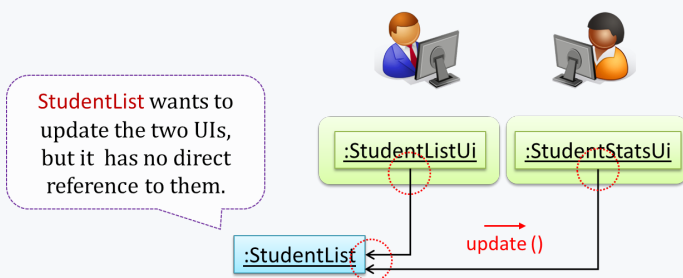 StudentList wants to
update the two UIs,
but it has no direct
reference to them.
:StudentListUi
:StudentStatsUi
:StudentList
update ()